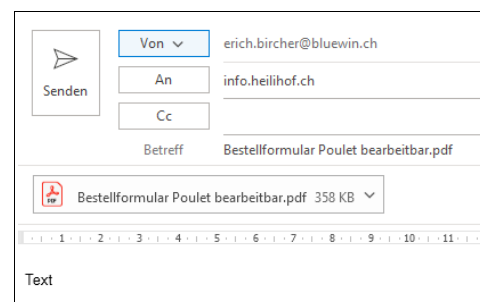 Von erich.bircher@bluewin.ch
Senden
An info.heilihof.ch
Cc
Betreff Bestellformular Poulet bearbeitbar.pdf
PDF
Bestellformular Poulet bearbeitbar.pdf 358 KB
1 2 3 4 5 6 7 8 9 10 11
Text